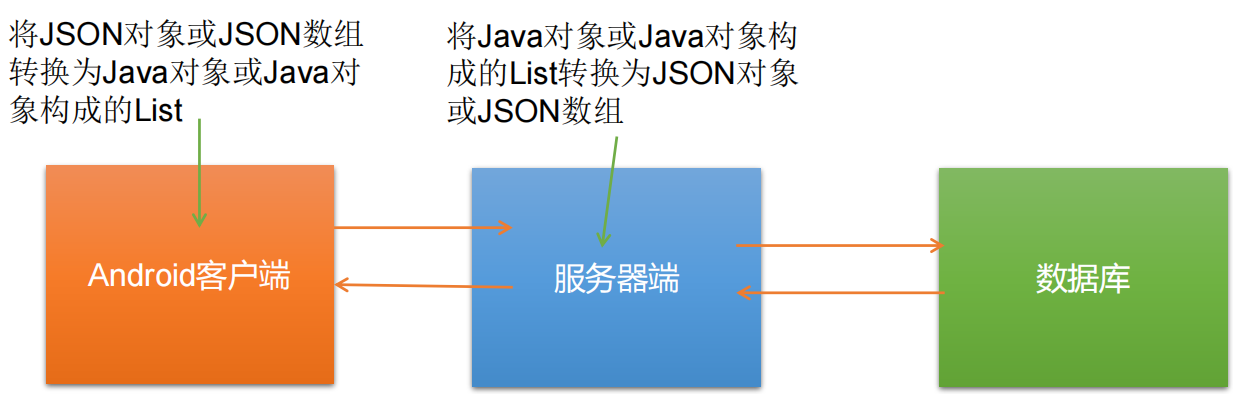 将JSON对象或JSON数组
转换为Java对象或Java对
象构成的List
将Java对象或Java对象构
成的List转换为JSON对象
或JSON数组
Android客户端
服务器端
数据库